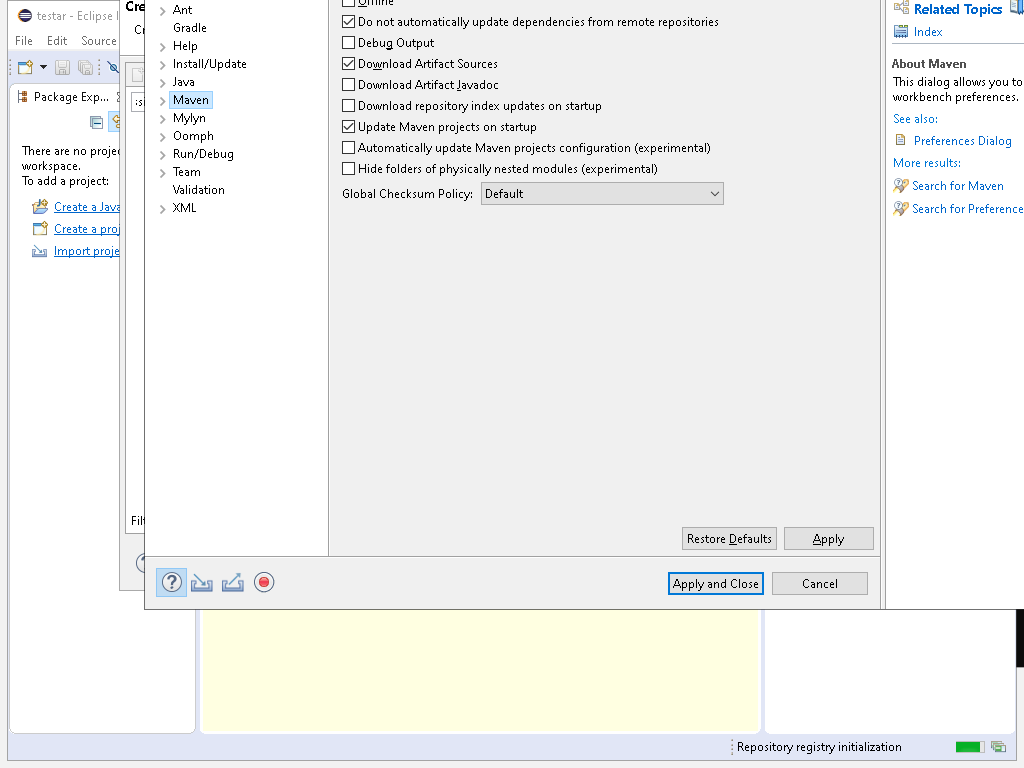 testar - Eclipse I
File Edit Source
Package Exp...
There are no proje
workspace.
To add a project:
Create a Java
Create a proj
Import proje
Cre
Cr
:si
Filt
Ant
Gradle
Help
Install/Update
Java
Maven
Mylyn
Oomph
Run/Debug
Team
Validation
XML
Offline
Do not automatically update dependencies from remote repositories
Debug Output
Download Artifact Sources
Download Artifact Javadoc
Download repository index updates on startup
Update Maven projects on startup
Automatically update Maven projects configuration (experimental)
Hide folders of physically nested modules (experimental)
Global Checksum Policy: Default
Restore Defaults Apply
Apply and Close Cancel
Related Topics
Index
About Maven
This dialog allows you to
workbench preferences.
See also:
Preferences Dialog
More results:
Search for Maven
Search for Preference
Repository registry initialization